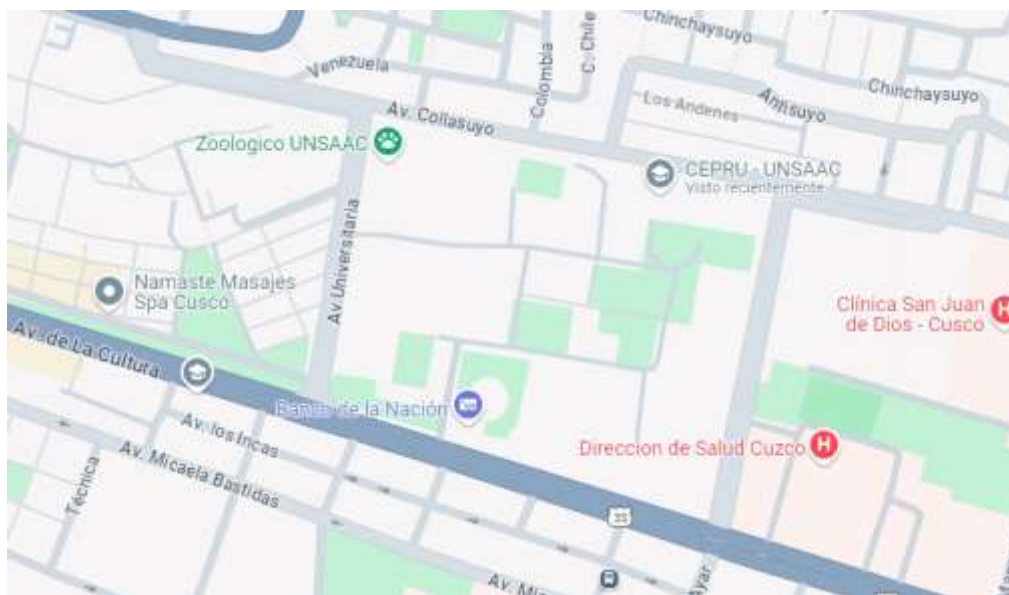 Chinchaysuyo
C. Chile
Colombia
Venezuela
Av. Collasuyo
Los Andenes
Antisuyo
Chinchaysuyo
Zoologico UNSAAC
CEPRU - UNSAAC
Visto recientemente
Av. Universitaria
Namaste Masajes
Spa Cusco
Clínica San Juan
de Dios - Cusco
Av. de La Cultura
Banco de la Nación
Av. los Incas
Direccion de Salud Cuzco
Av. Micaela Bastidas
Técnica
Ayar